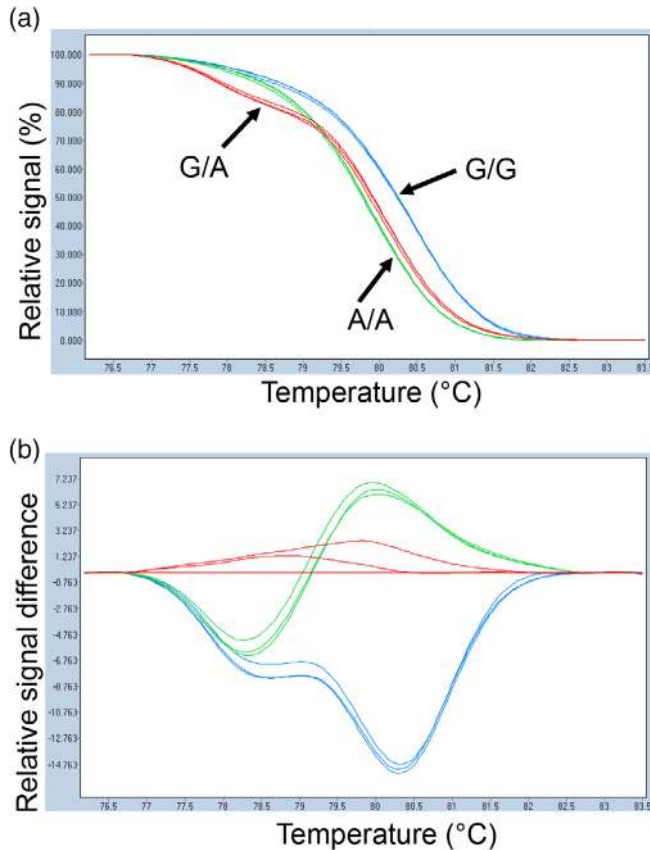 (a)
Relative signal (%)
100.000
90.000
80.000
70.000
60.000
50.000
40.000
30.000
20.000
10.000
0.000
G/A
G/G
A/A
76.5 77 77.5 78 78.5 79 79.5 80 80.5 81 81.5 82 82.5 83 83.5
Temperature (°C)
(b)
Relative signal difference
7.237
5.237
3.237
1.237
-0.763
-2.763
-4.763
-6.763
-8.763
-10.763
-12.763
-14.763
76.5 77 77.5 78 78.5 79 79.5 80 80.5 81 81.5 82 82.5 83 83.5
Temperature (°C)